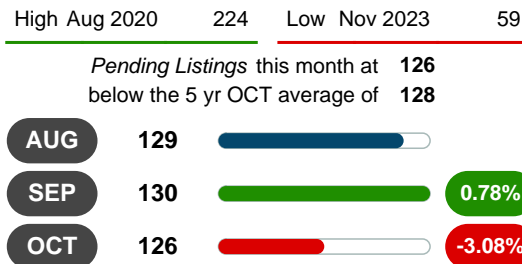 High Aug 2020 224 Low Nov 2023 59
Pending Listings this month at 126
below the 5 yr OCT average of 128
AUG 129
SEP 130 0.78%
OCT 126 -3.08%